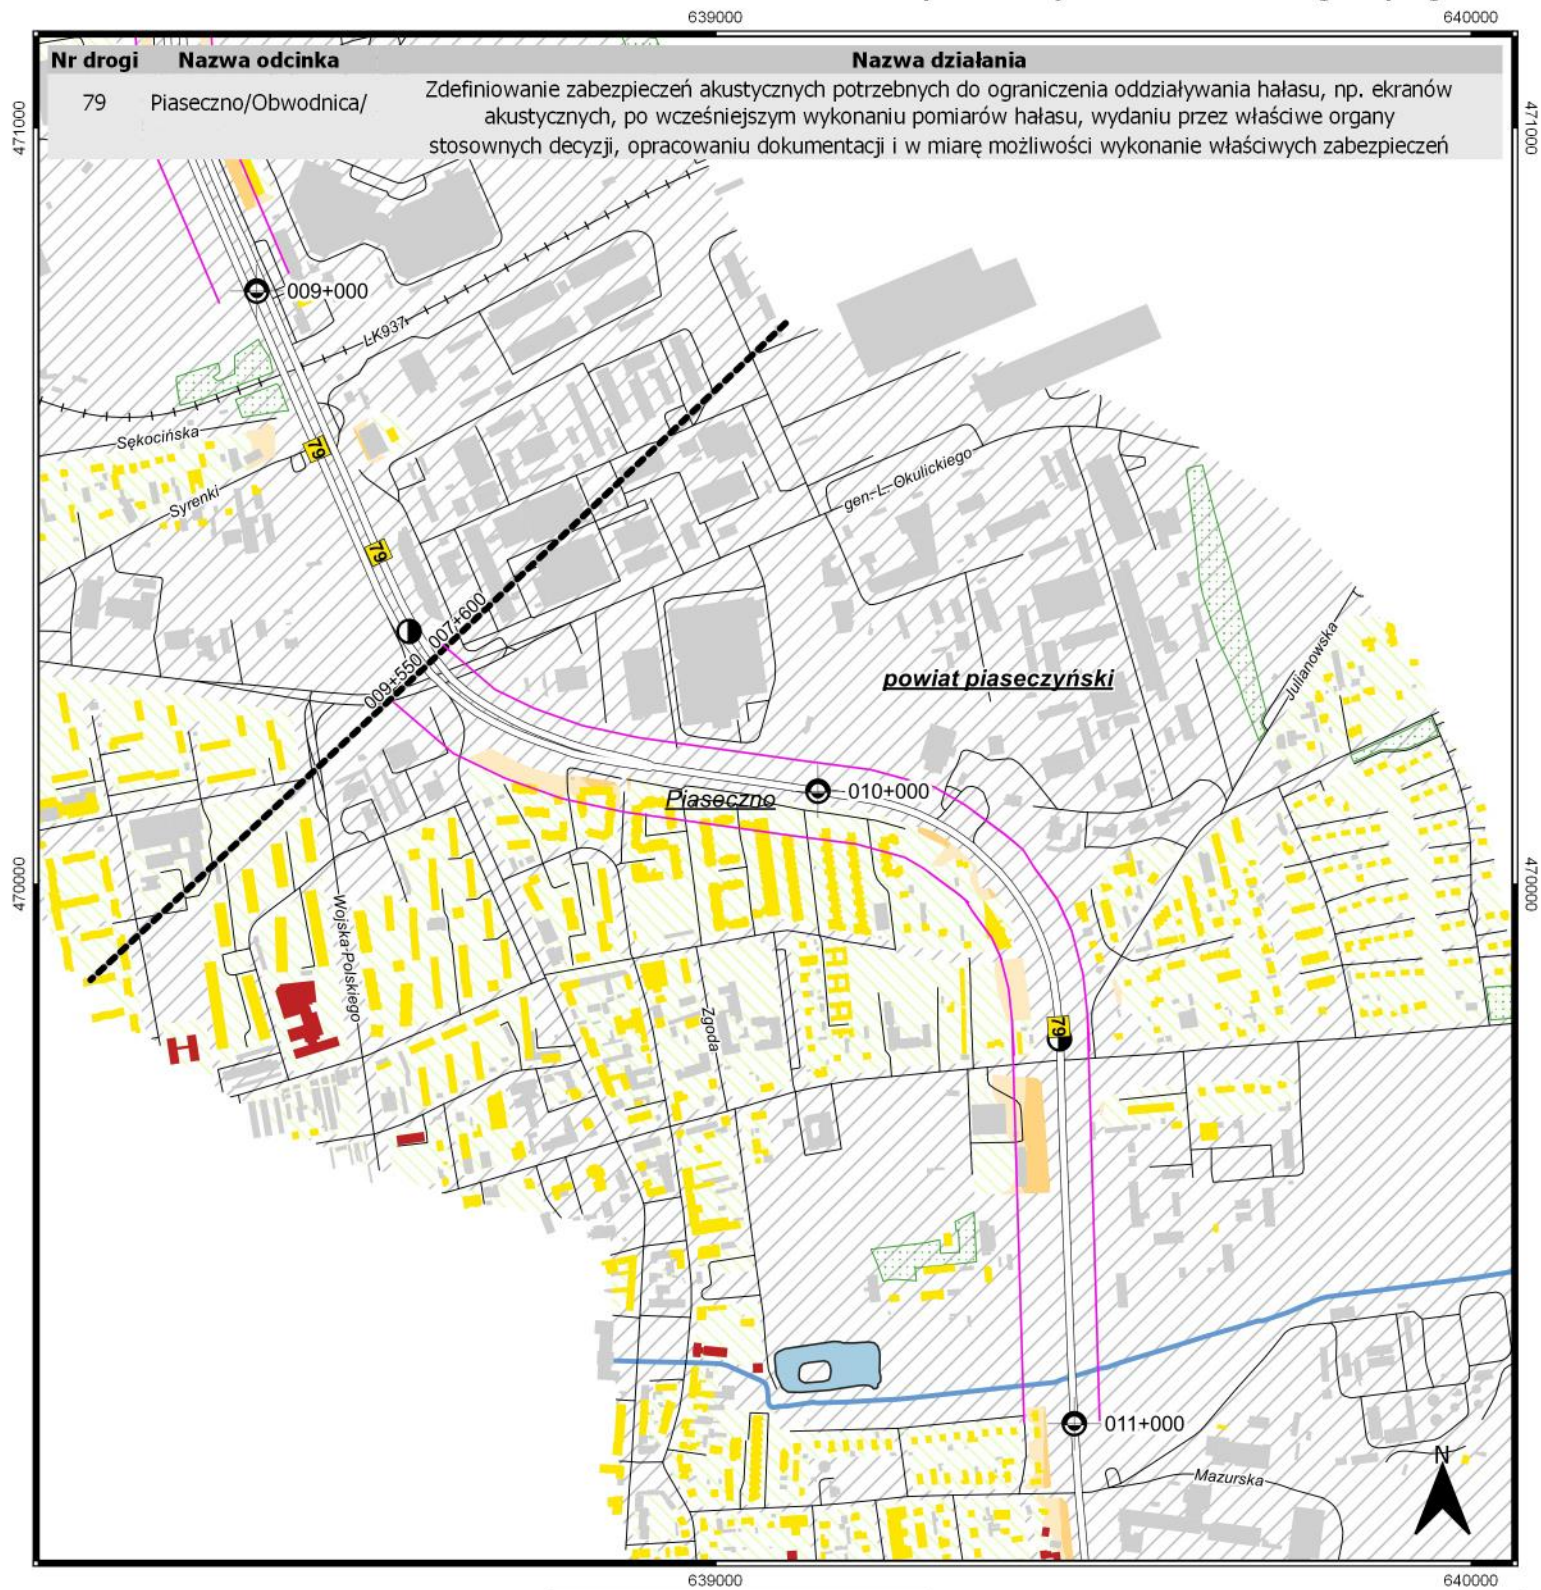 639000
640000
Nr drogi Nazwa odcinka Nazwa działania
79 Piaseczno/Obwodnica/ Zdefiniowanie zabezpieczeń akustycznych potrzebnych do ograniczenia oddziaływania hałasu, np. ekranów
akustycznych, po wcześniejszym wykonaniu pomiarów hałasu, wydaniu przez właściwe organy
stosownych decyzji, opracowaniu dokumentacji i w miarę możliwości wykonanie właściwych zabezpieczeń
471000
471000
009+000
LK937
Sękocińska
79
Syrenki
gen. L. Okulickiego
79
007+600
009+550
Julianowska
powiat piaseczyński
Piaseczno
010+000
470000
470000
Wojska Polskiego
Zgoda
79
011+000
N
Mazurska
639000
640000